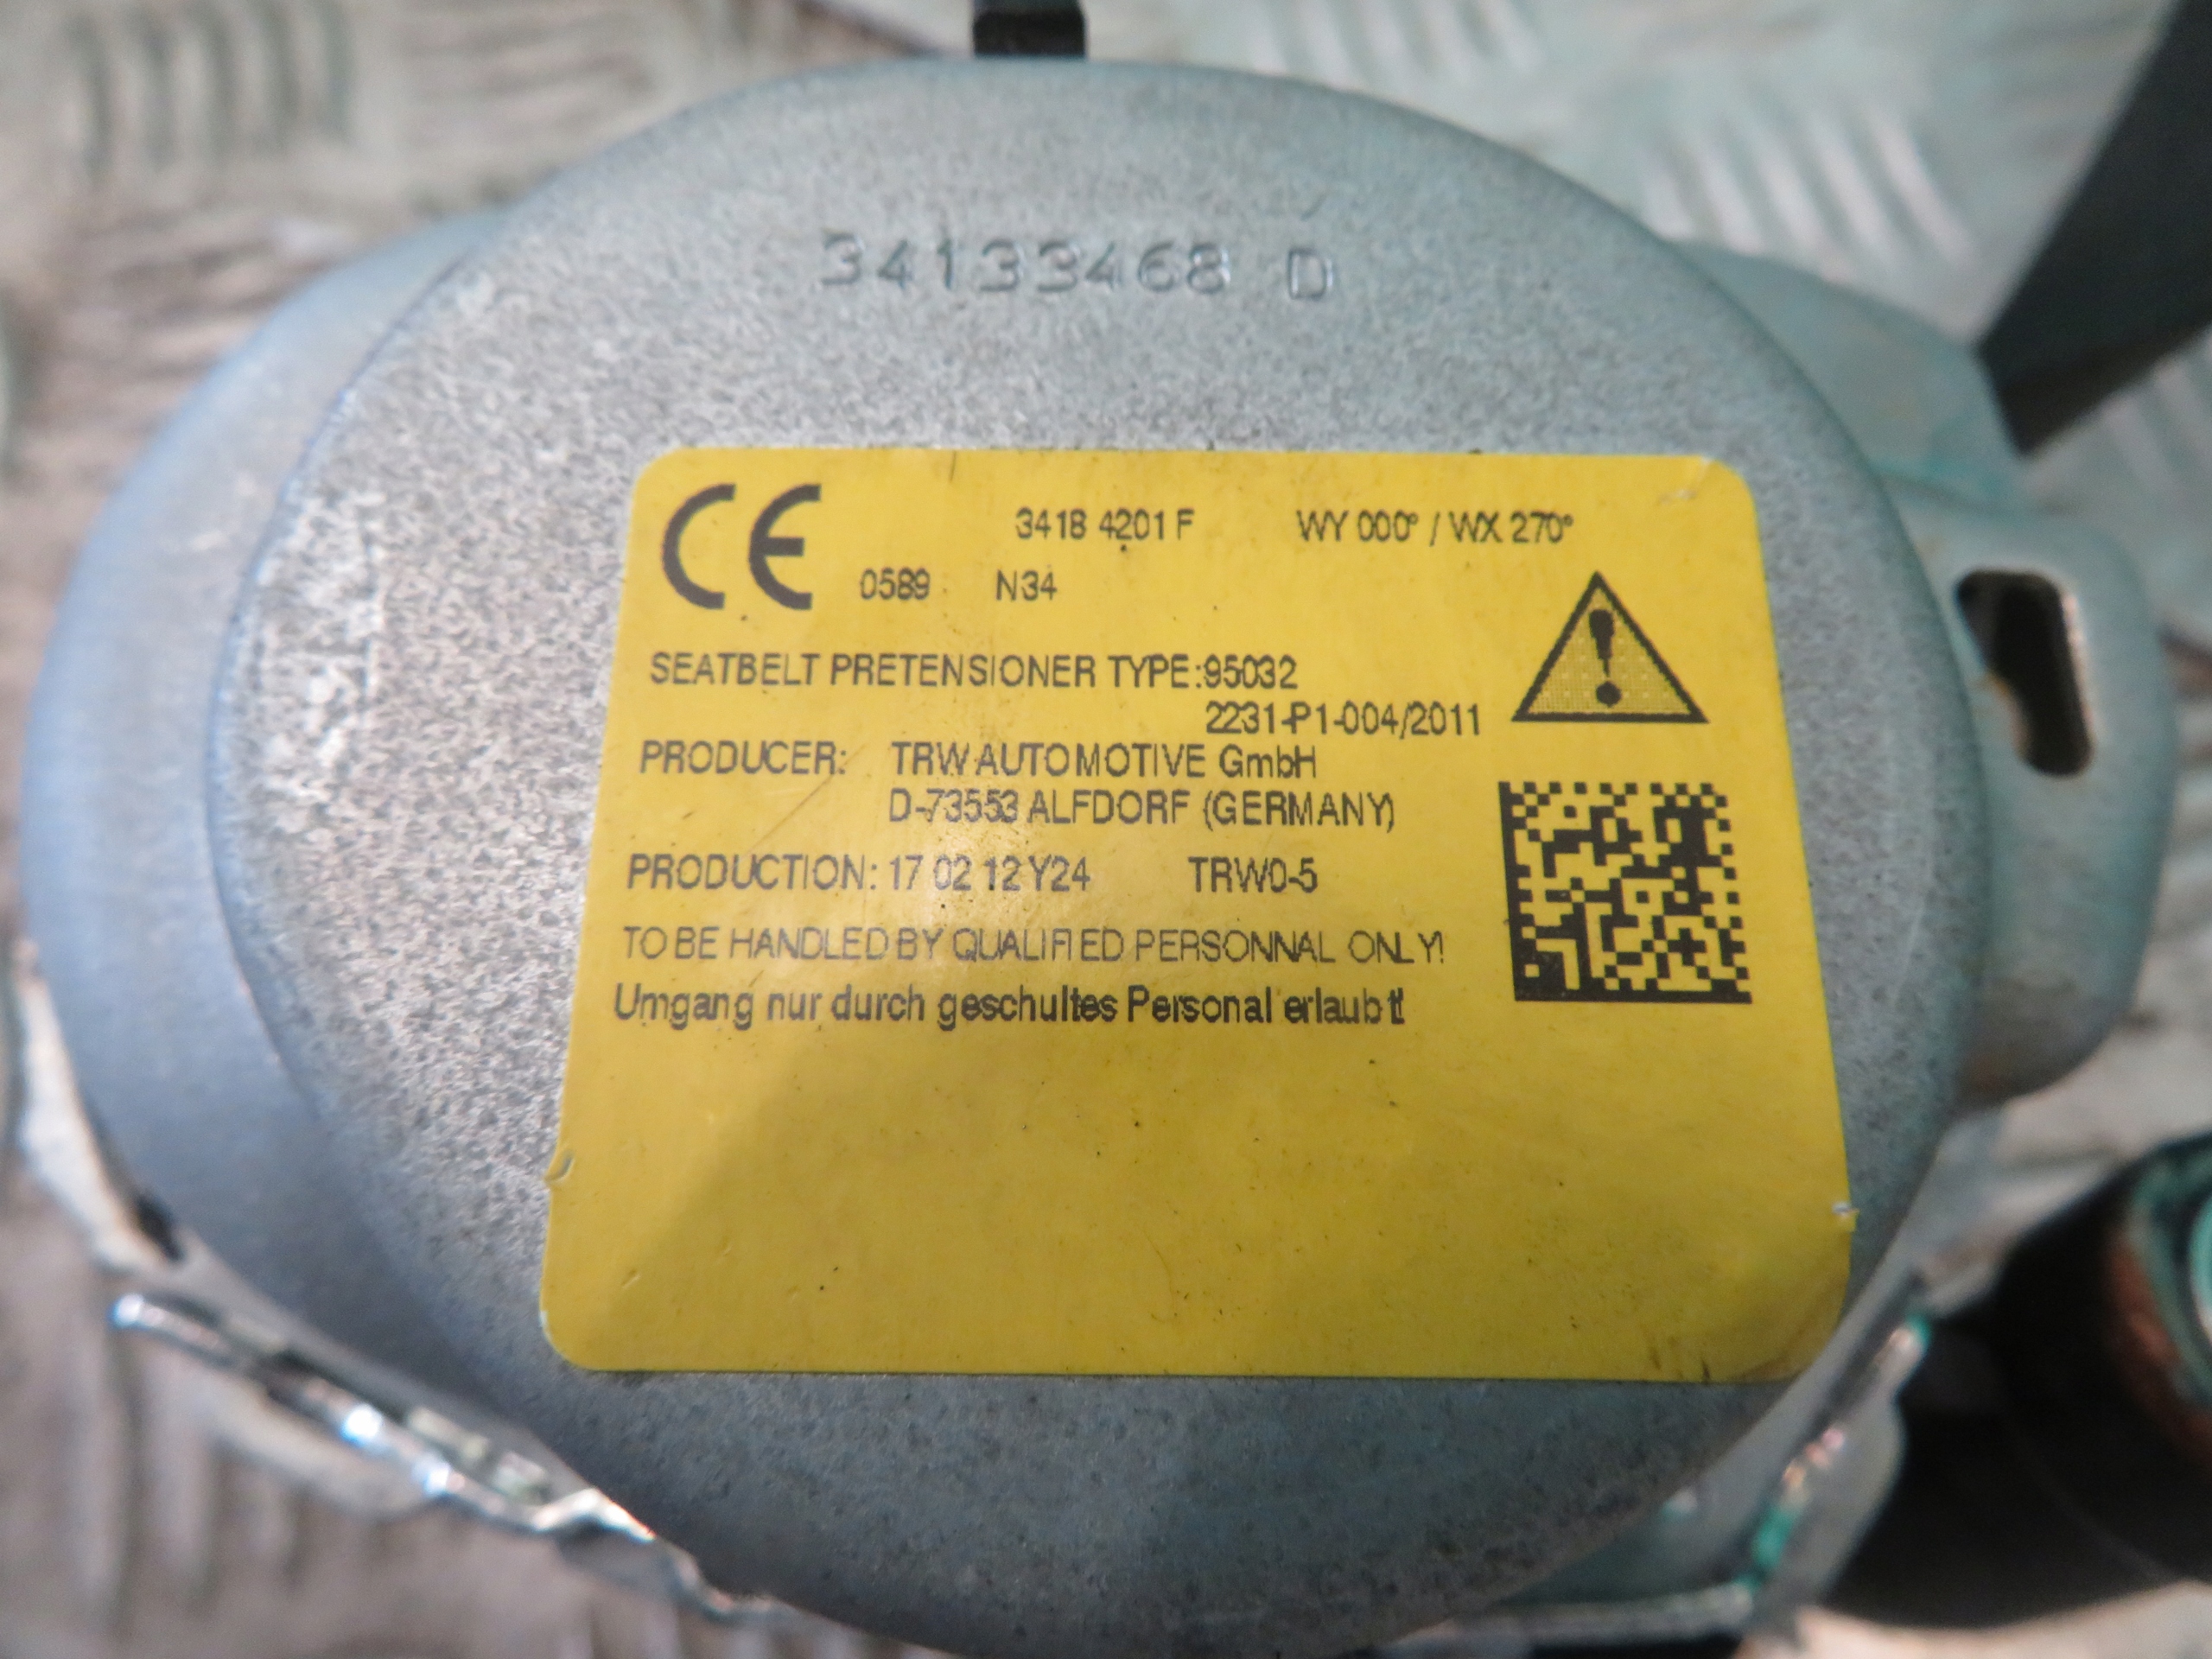 34133468 D
CE 3418 4201 F WY 000° / WX 270°
0589 N34
SEATBELT PRETENSIONER TYPE:95032
2231-P1-004/2011
PRODUCER: TRW AUTOMOTIVE GmbH
D-73553 ALFDORF (GERMANY)
PRODUCTION: 17 02 12 Y24 TRW0-5
TO BE HANDLED BY QUALIFIED PERSONNAL ONLY!
Umgang nur durch geschultes Personal erlaubt!